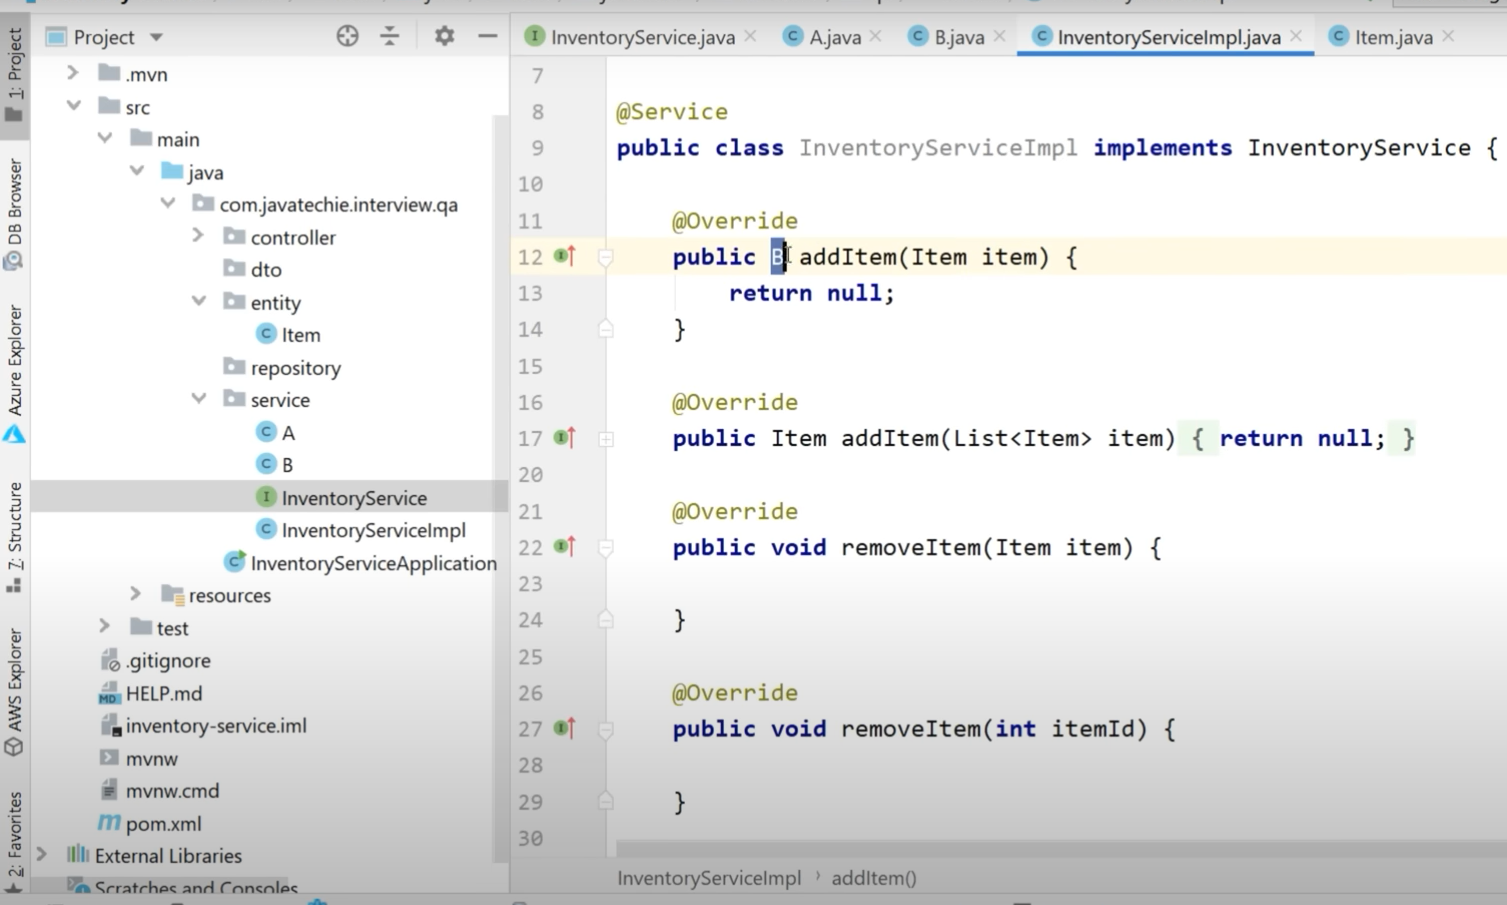 1: Project
DB Browser
Azure Explorer
7: Structure
AWS Explorer
2: Favorites
Project
.mvn
src
main
java
com.javatechie.interview.qa
controller
dto
entity
Item
repository
service
A
B
InventoryService
InventoryServiceImpl
InventoryServiceApplication
resources
test
.gitignore
HELP.md
inventory-service.iml
mvnw
mvnw.cmd
pom.xml
External Libraries
Scratches and Consoles
InventoryService.java A.java B.java InventoryServiceImpl.java Item.java
7
8 @Service
9 public class InventoryServiceImpl implements InventoryService {
10
11 @Override
12 public B addItem(Item item) {
13 return null;
14 }
15
16 @Override
17 public Item addItem(List<Item> item) { return null; }
20
21 @Override
22 public void removeItem(Item item) {
23
24 }
25
26 @Override
27 public void removeItem(int itemId) {
28
29 }
30
InventoryServiceImpl › addItem()